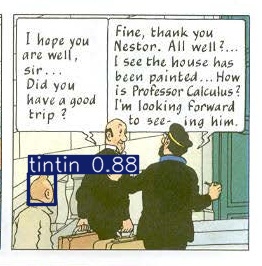 I hope you
are well,
sir...
Did you
have a good
trip?
Fine, thank you
Nestor. All well?...
I see the house has
been painted... How
is Professor Calculus?
I'm looking forward
to see- ing him.
tintin 0.88